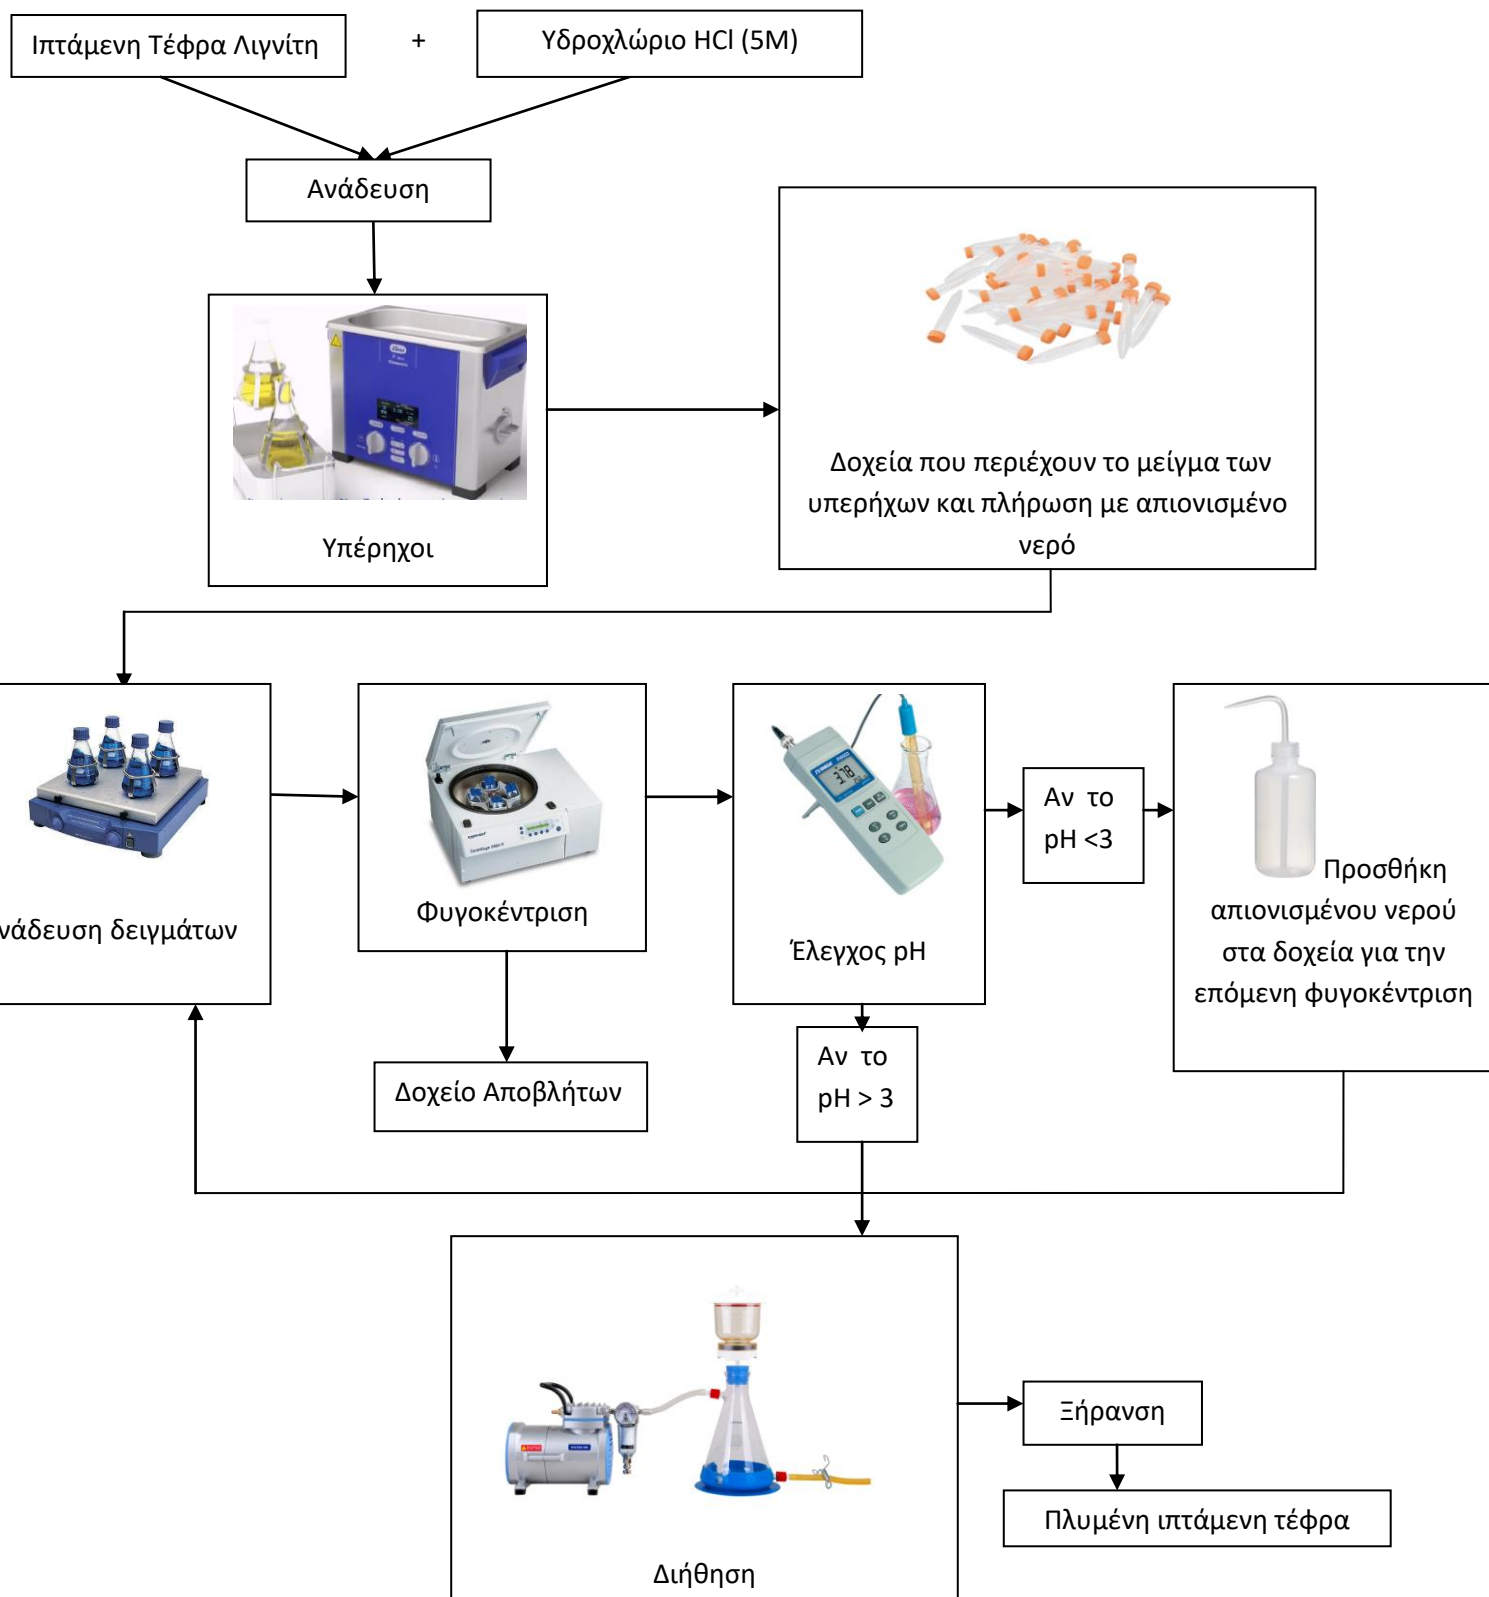 Ιπτάμενη Τέφρα Λιγνίτη
+
Υδροχλώριο HCl (5M)
Ανάδευση
Υπέρηχοι
Δοχεία που περιέχουν το μείγμα των
υπερήχων και πλήρωση με απιονισμένο
νερό
νάδευση δειγμάτων
Φυγοκέντριση
378
Έλεγχος pH
Αν το
pH <3
Προσθήκη
απιονισμένου νερού
στα δοχεία για την
επόμενη φυγοκέντριση
Δοχείο Αποβλήτων
Αν το
pH > 3
Διήθηση
Ξήρανση
Πλυμένη ιπτάμενη τέφρα